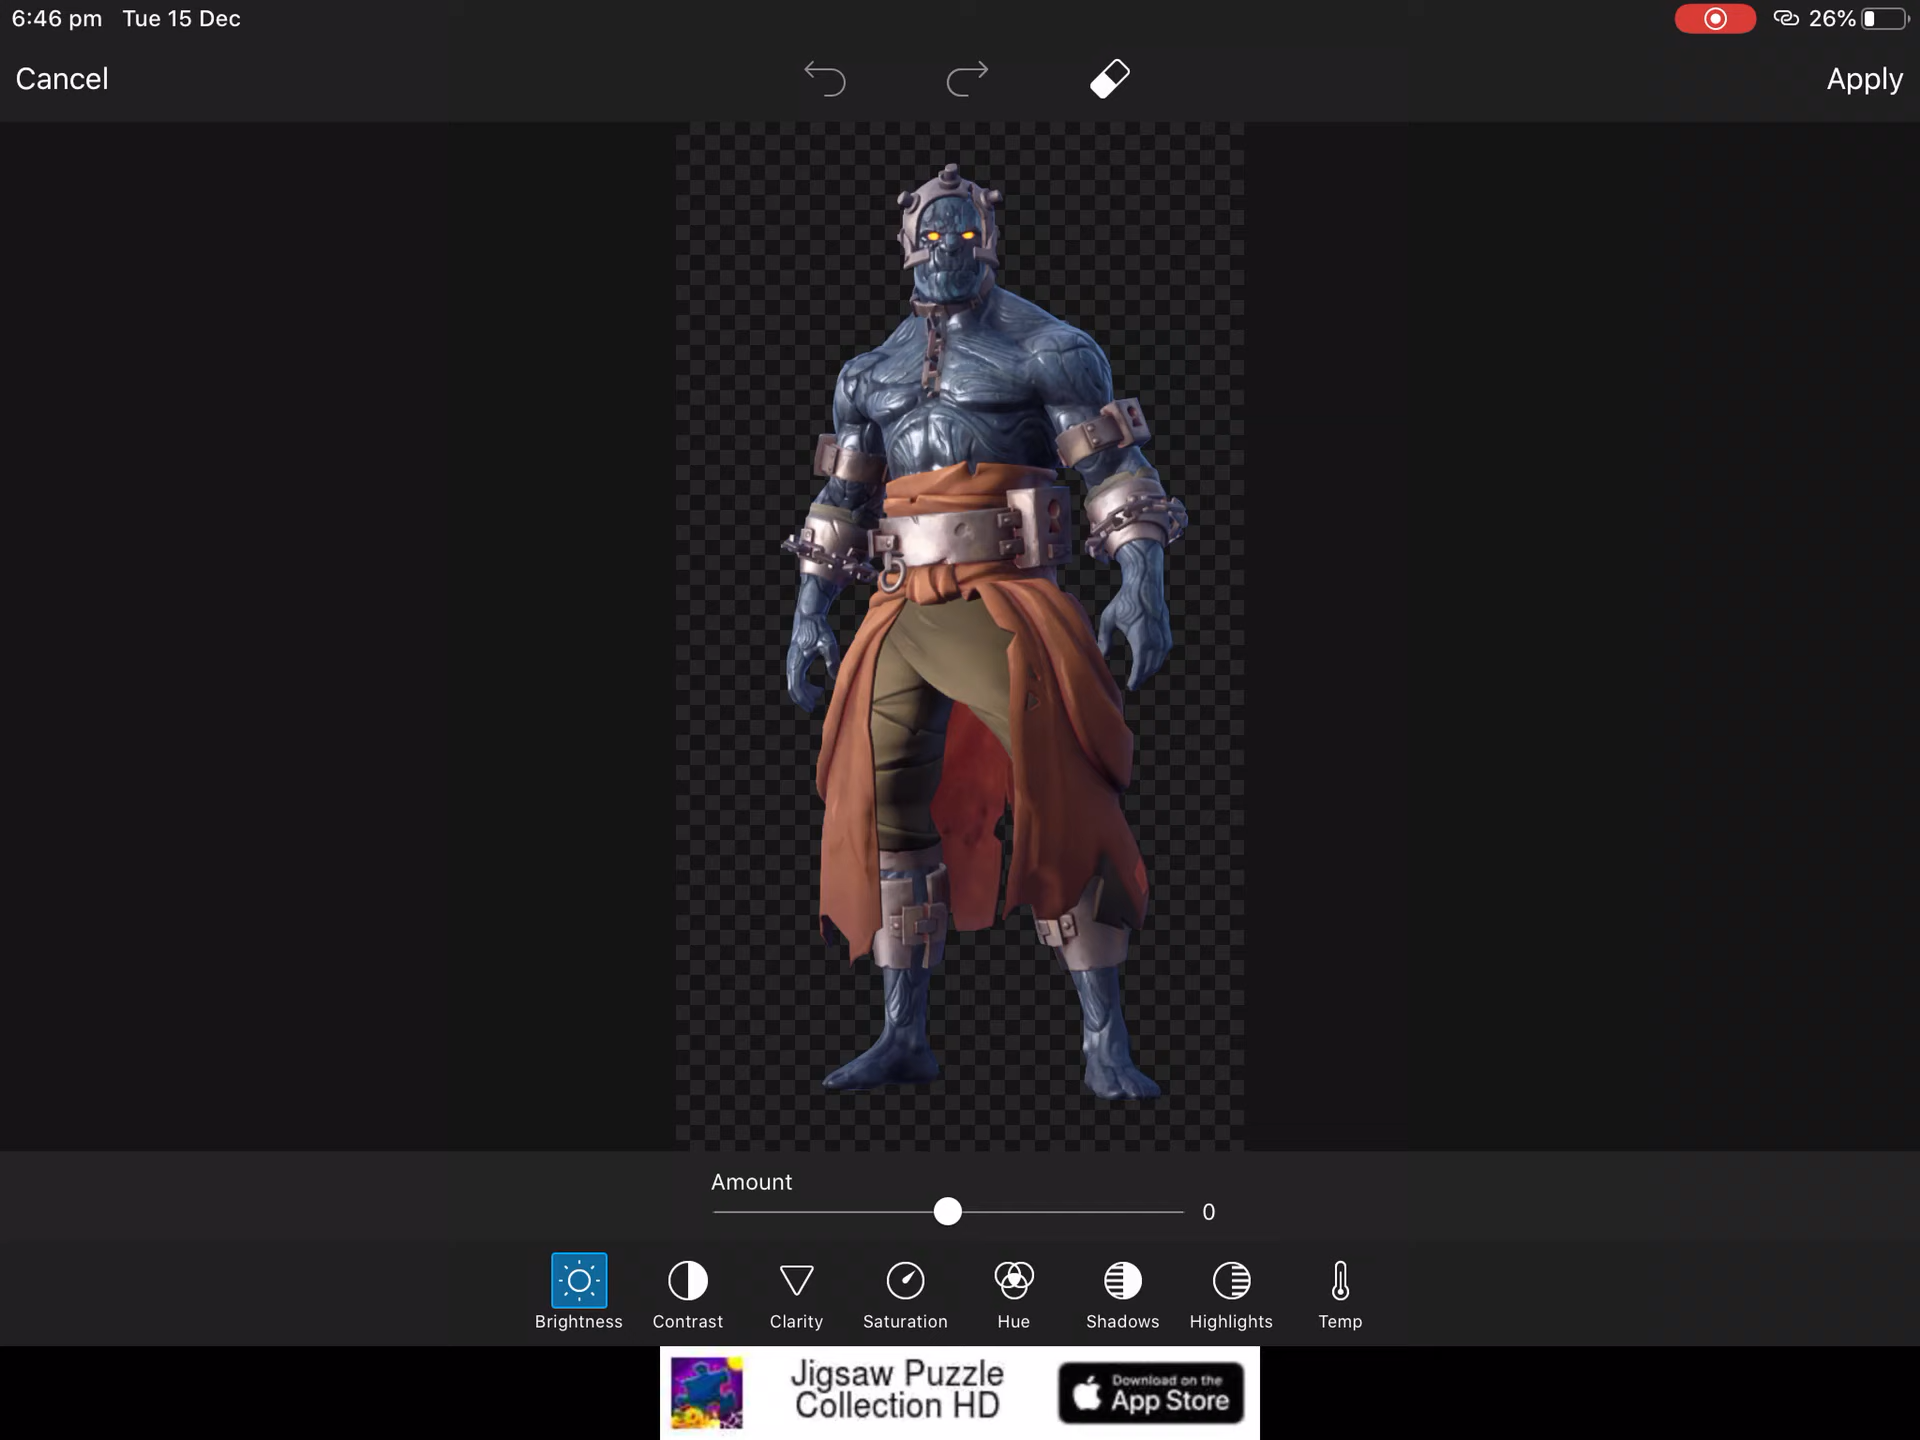 6:46 pm Tue 15 Dec
26%
Cancel
Apply
Amount
0
Brightness
Contrast
Clarity
Saturation
Hue
Shadows
Highlights
Temp
Jigsaw Puzzle
Collection HD
Download on the
App Store